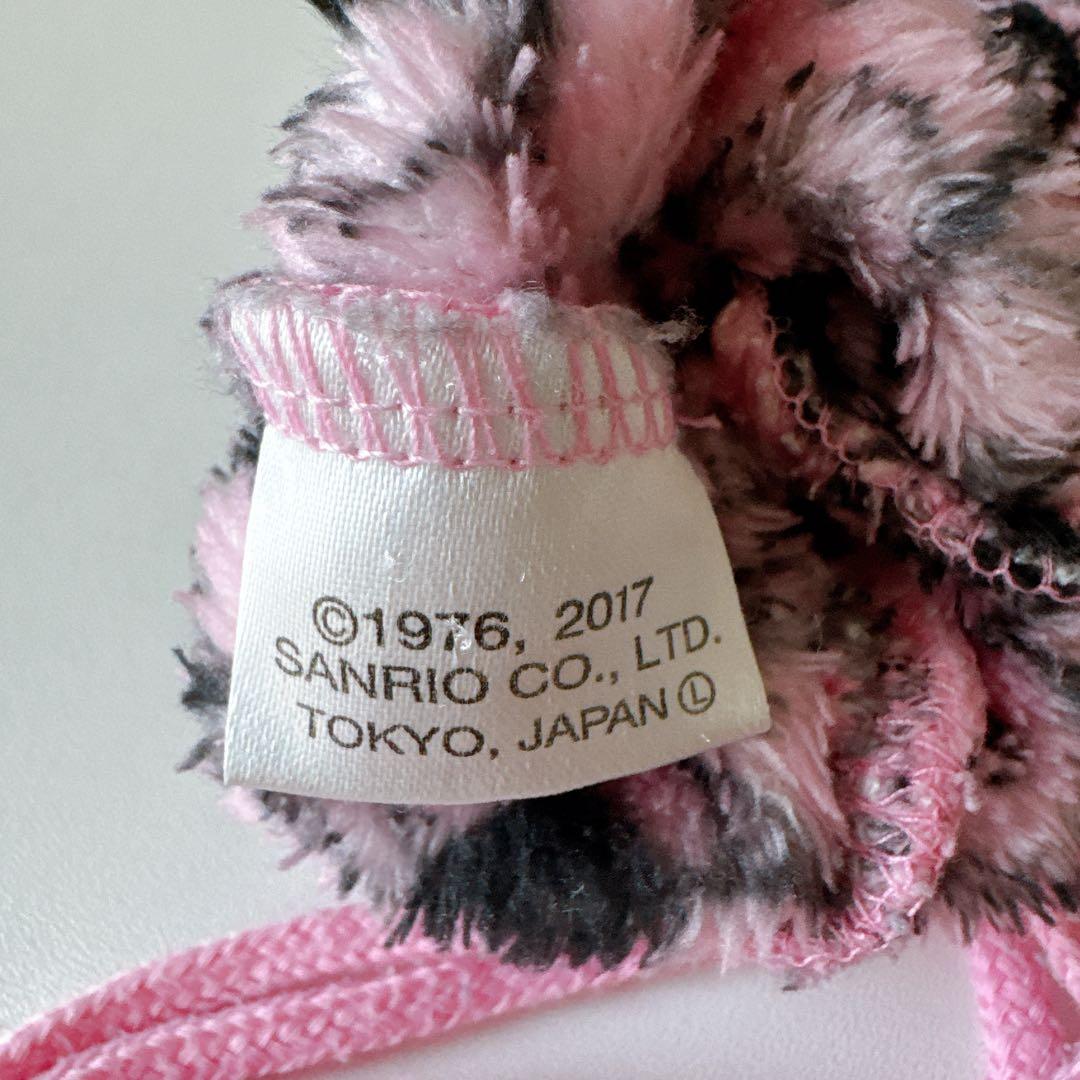 ©1976, 2017
SANRIO CO., LTD.
TOKYO, JAPAN Ⓛ